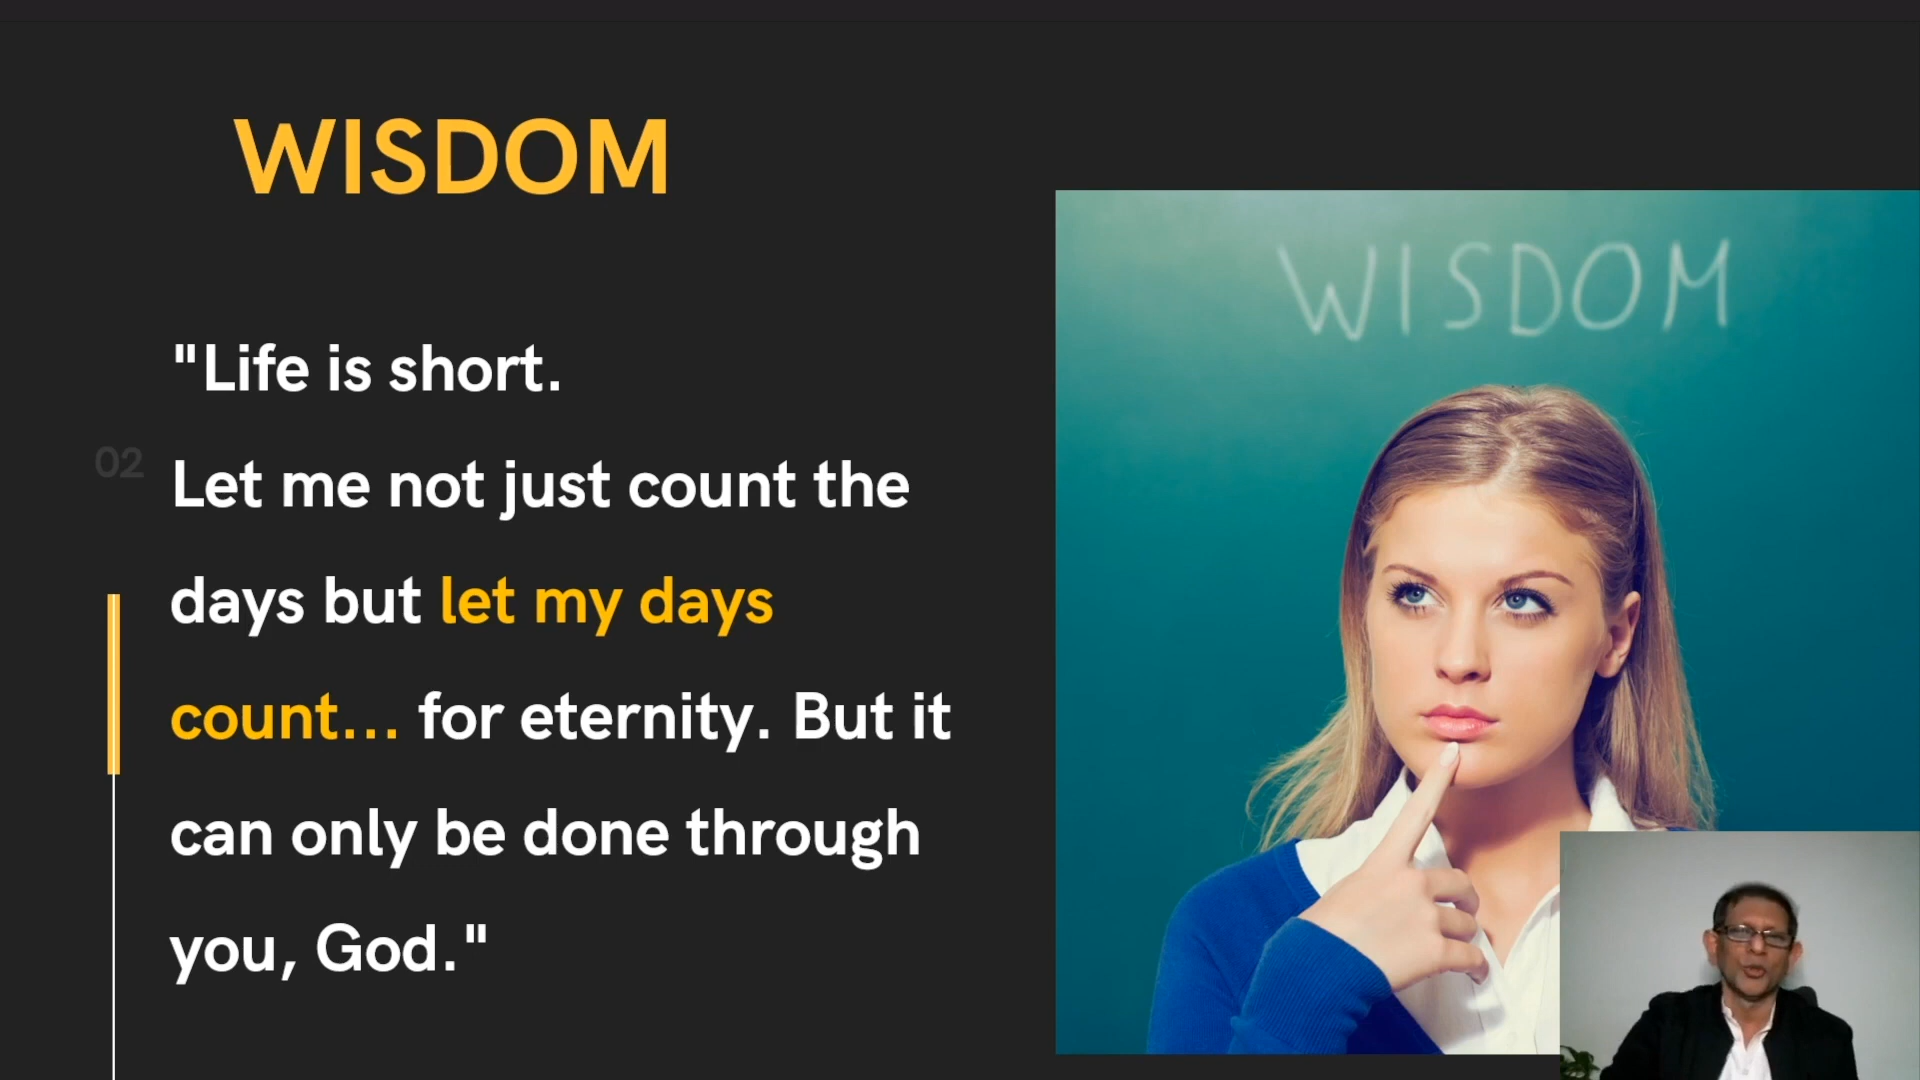 WISDOM
WISDOM
"Life is short.
02
Let me not just count the
days but let my days
count... for eternity. But it
can only be done through
you, God."